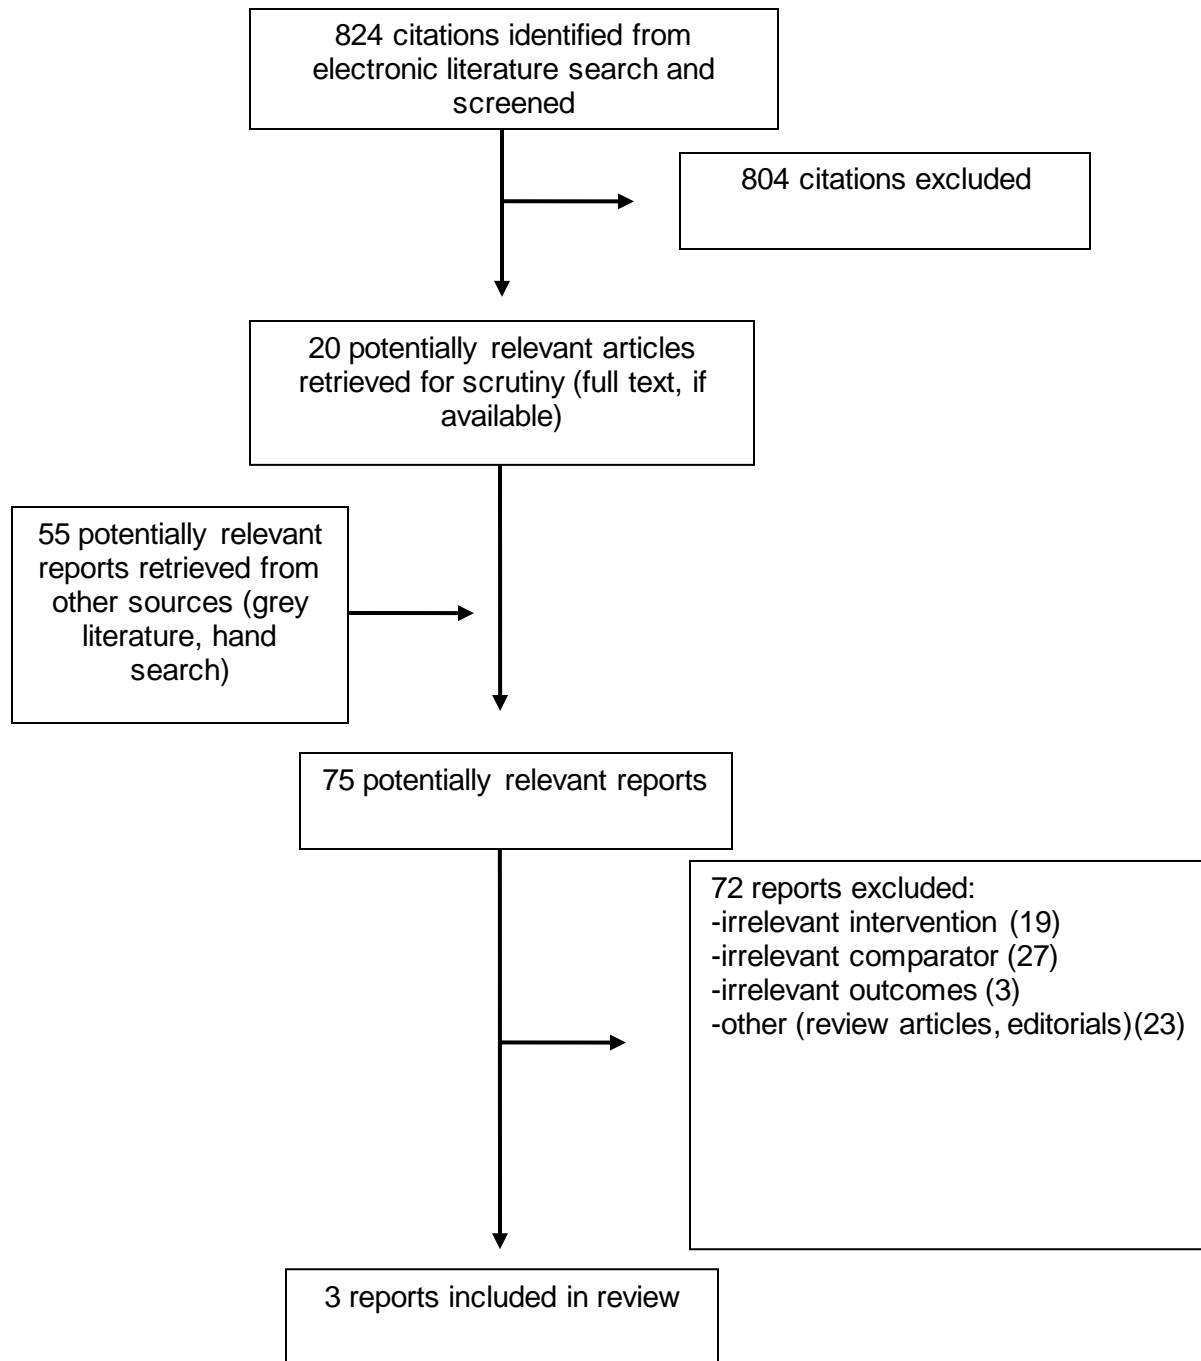 824 citations identified from
electronic literature search and
screened
804 citations excluded
20 potentially relevant articles
retrieved for scrutiny (full text, if
available)
55 potentially relevant
reports retrieved from
other sources (grey
literature, hand
search)
75 potentially relevant reports
72 reports excluded:
-irrelevant intervention (19)
-irrelevant comparator (27)
-irrelevant outcomes (3)
-other (review articles, editorials)(23)
3 reports included in review